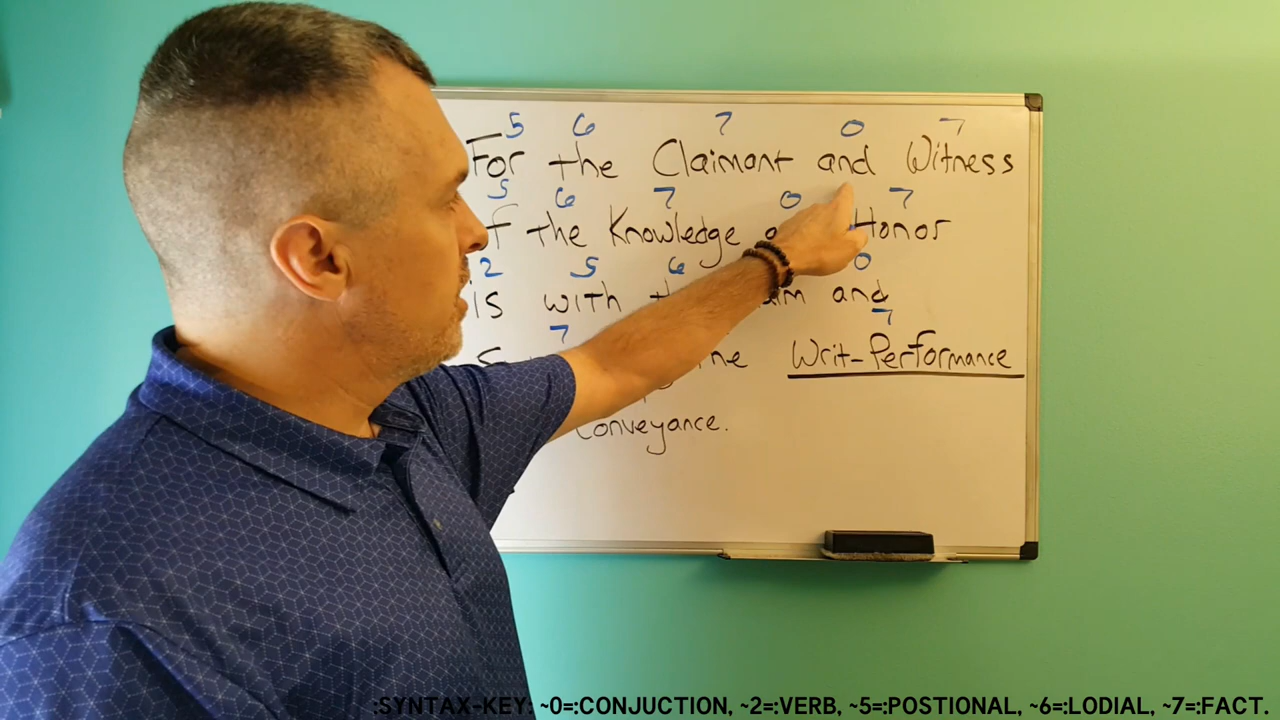 5 6 7 0 7
For the Claimant and Witness
5 6 7 0 7
the Knowledge Honor
2 5 6 0
is with and
7 7
Writ-Performance
Conveyance.
:SYNTAX-KEY: ~0=:CONJUCTION, ~2=:VERB, ~5=:POSTIONAL, ~6=:LODIAL, ~7=:FACT.